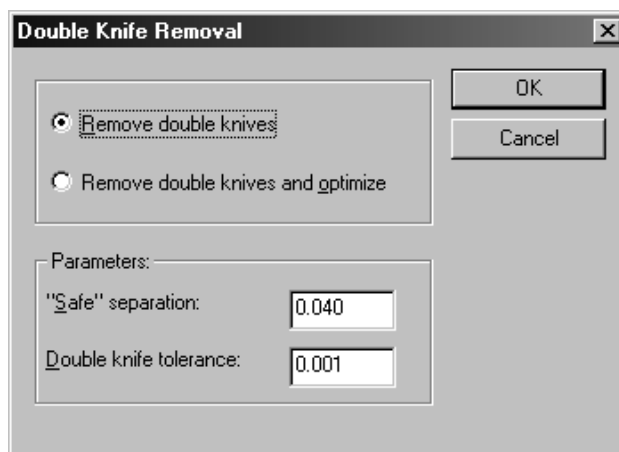 Double Knife Removal
OK
Cancel
Remove double knives
Remove double knives and optimize
Parameters:
"Safe" separation:
0.040
Double knife tolerance:
0.001